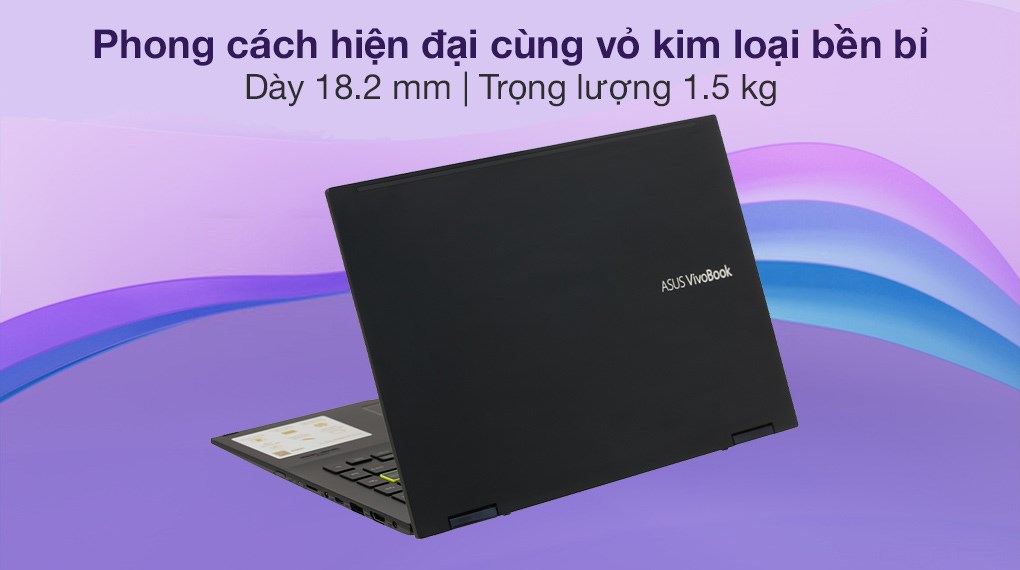 Phong cách hiện đại cùng vỏ kim loại bền bỉ
Dày 18.2 mm | Trọng lượng 1.5 kg
ASUS VivoBook